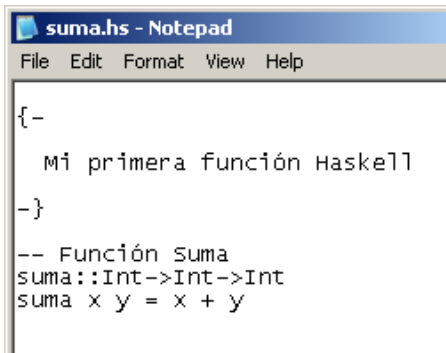 suma.hs - Notepad
File Edit Format View Help
{-
Mi primera función Haskell
-}
-- Función Suma
suma::Int->Int->Int
suma x y = x + y